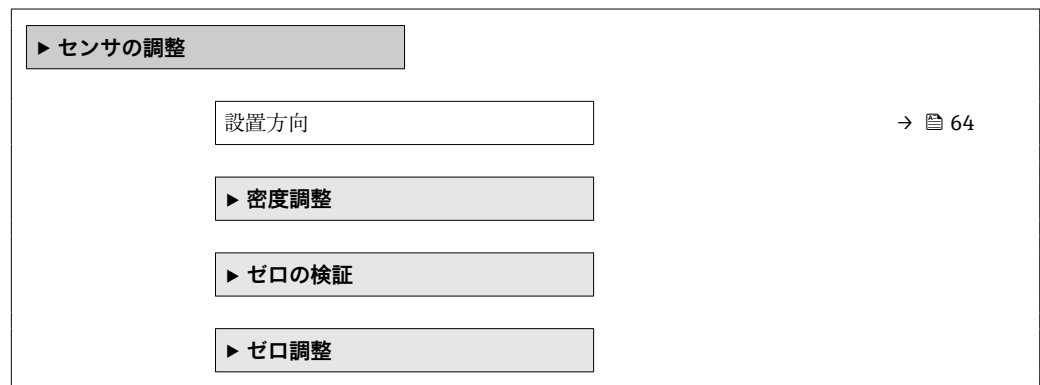 ▶ センサの調整
設置方向 → 64
▶ 密度調整
▶ ゼロの検証
▶ ゼロ調整